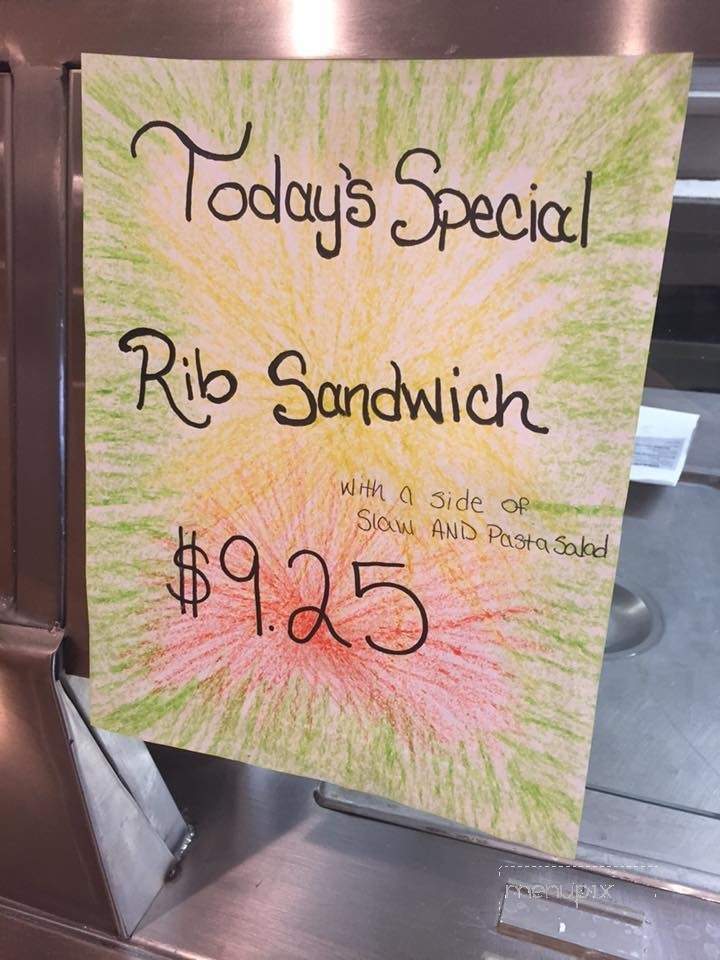 Today's Special
Rib Sandwich
with a side of
Slaw AND Pasta Salad
$9.25
menupix